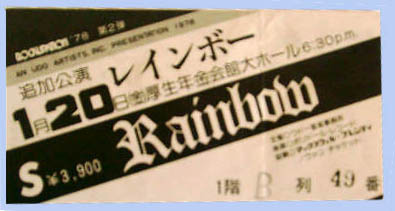 ROCKUPATION '78 第2弾
AN UDO ARTISTS INC. PRESENTATION 1978
追加公演 レインボー
1月20日金厚生年金会館大ホール6:30p.m.
Rainbow
S ¥3,900
1階 B 列 49 番